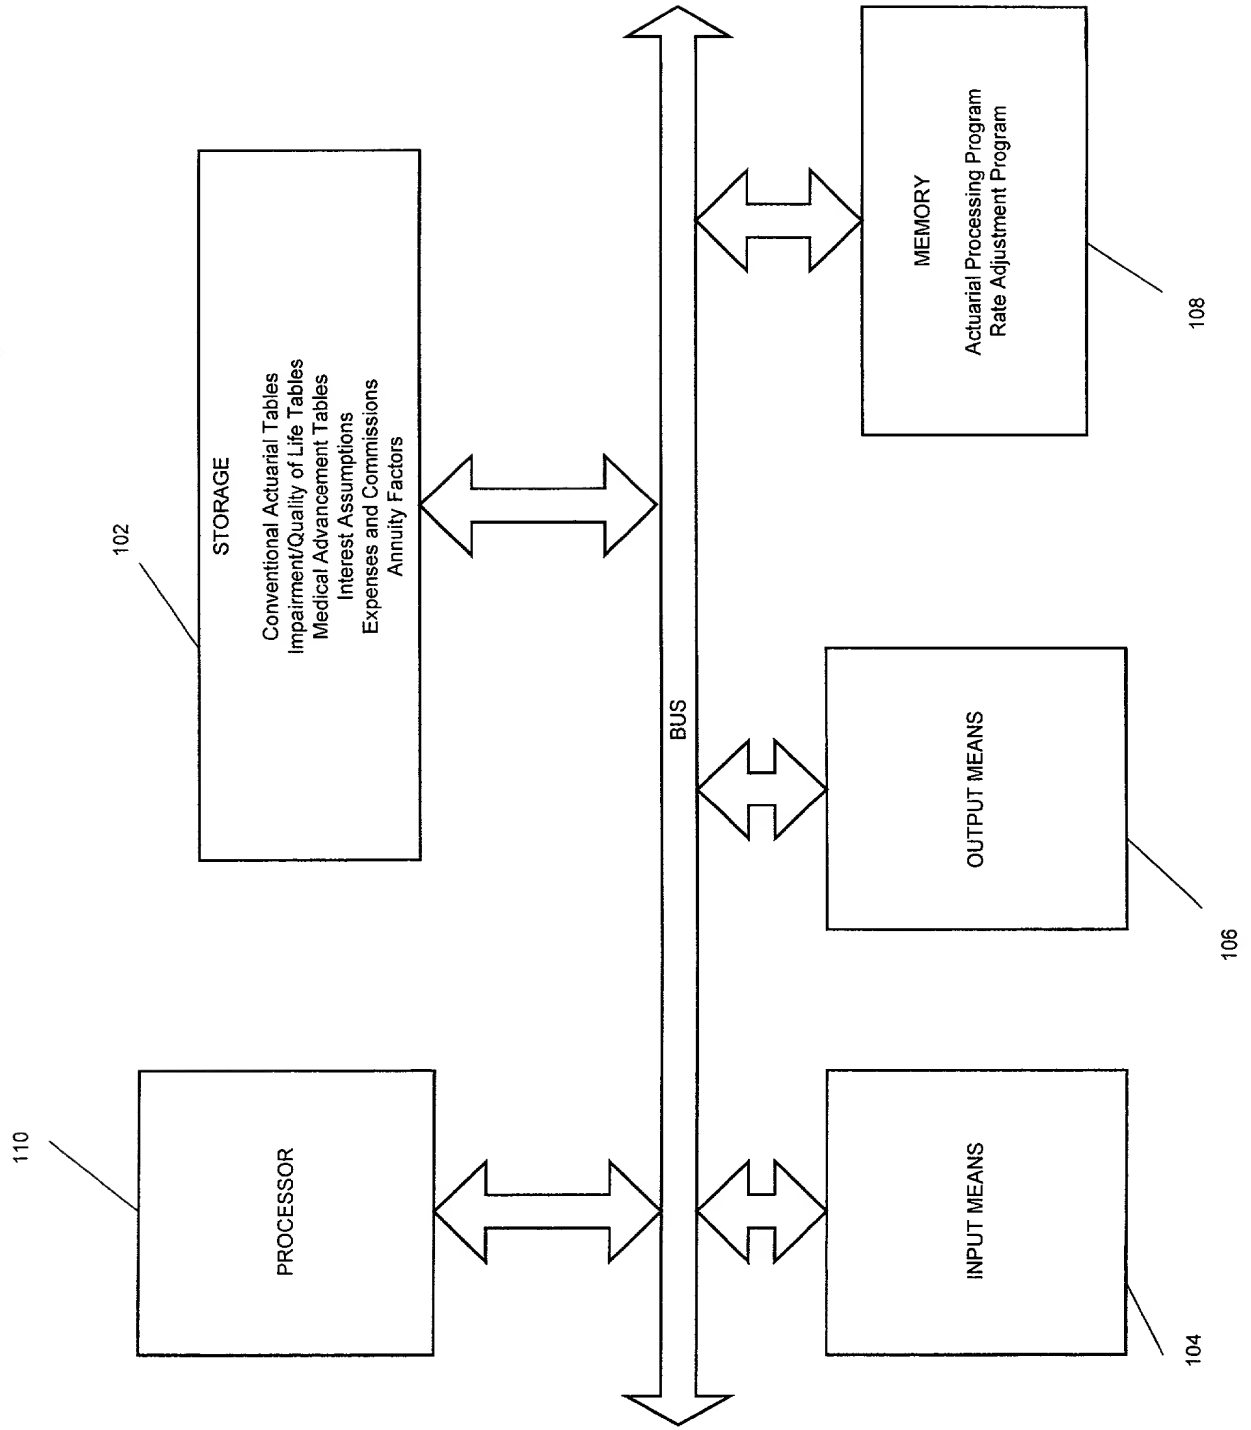 110
PROCESSOR
102
STORAGE
Conventional Actuarial Tables
Impairment/Quality of Life Tables
Medical Advancement Tables
Interest Assumptions
Expenses and Commissions
Annuity Factors
BUS
INPUT MEANS
104
OUTPUT MEANS
106
MEMORY
Actuarial Processing Program
Rate Adjustment Program
108